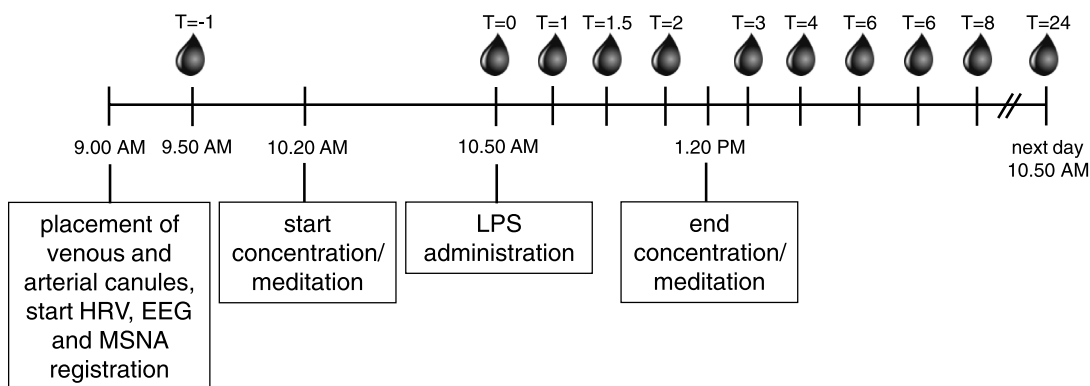 T=-1 T=0 T=1 T=1.5 T=2 T=3 T=4 T=6 T=6 T=8 T=24
9.00 AM 9.50 AM 10.20 AM 10.50 AM 1.20 PM next day
10.50 AM
placement of
venous and
arterial canules,
start HRV, EEG
and MSNA
registration
start
concentration/
meditation
LPS
administration
end
concentration/
meditation